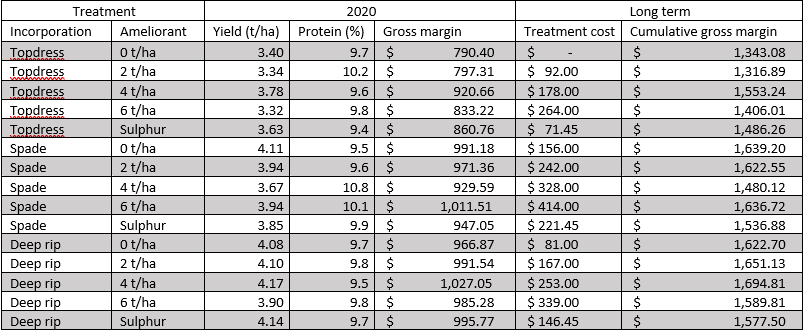 Treatment 2020 Long term
Incorporation Ameliorant Yield (t/ha) Protein (%) Gross margin Treatment cost Cumulative gross margin
Topdress 0 t/ha 3.40 9.7 $ 790.40 $ - $ 1,343.08
Topdress 2 t/ha 3.34 10.2 $ 797.31 $ 92.00 $ 1,316.89
Topdress 4 t/ha 3.78 9.6 $ 920.66 $ 178.00 $ 1,553.24
Topdress 6 t/ha 3.32 9.8 $ 833.22 $ 264.00 $ 1,406.01
Topdress Sulphur 3.63 9.4 $ 860.76 $ 71.45 $ 1,486.26
Spade 0 t/ha 4.11 9.5 $ 991.18 $ 156.00 $ 1,639.20
Spade 2 t/ha 3.94 9.6 $ 971.36 $ 242.00 $ 1,622.55
Spade 4 t/ha 3.67 10.8 $ 929.59 $ 328.00 $ 1,480.12
Spade 6 t/ha 3.94 10.1 $ 1,011.51 $ 414.00 $ 1,636.72
Spade Sulphur 3.85 9.9 $ 947.05 $ 221.45 $ 1,536.88
Deep rip 0 t/ha 4.08 9.7 $ 966.87 $ 81.00 $ 1,622.70
Deep rip 2 t/ha 4.10 9.8 $ 991.54 $ 167.00 $ 1,651.13
Deep rip 4 t/ha 4.17 9.5 $ 1,027.05 $ 253.00 $ 1,694.81
Deep rip 6 t/ha 3.90 9.8 $ 985.28 $ 339.00 $ 1,589.81
Deep rip Sulphur 4.14 9.7 $ 995.77 $ 146.45 $ 1,577.50